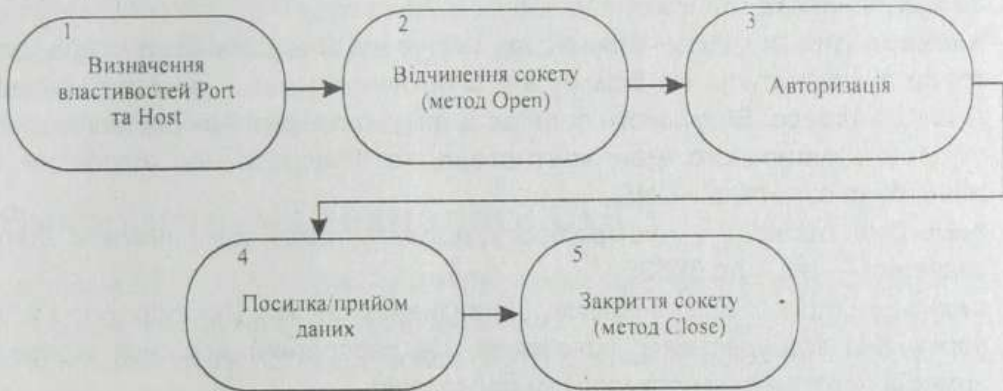 1
Визначення
властивостей Port
та Host
2
Відчинення сокету
(метод Open)
3
Авторизація
4
Посилка/прийом
даних
5
Закриття сокету
(метод Close)